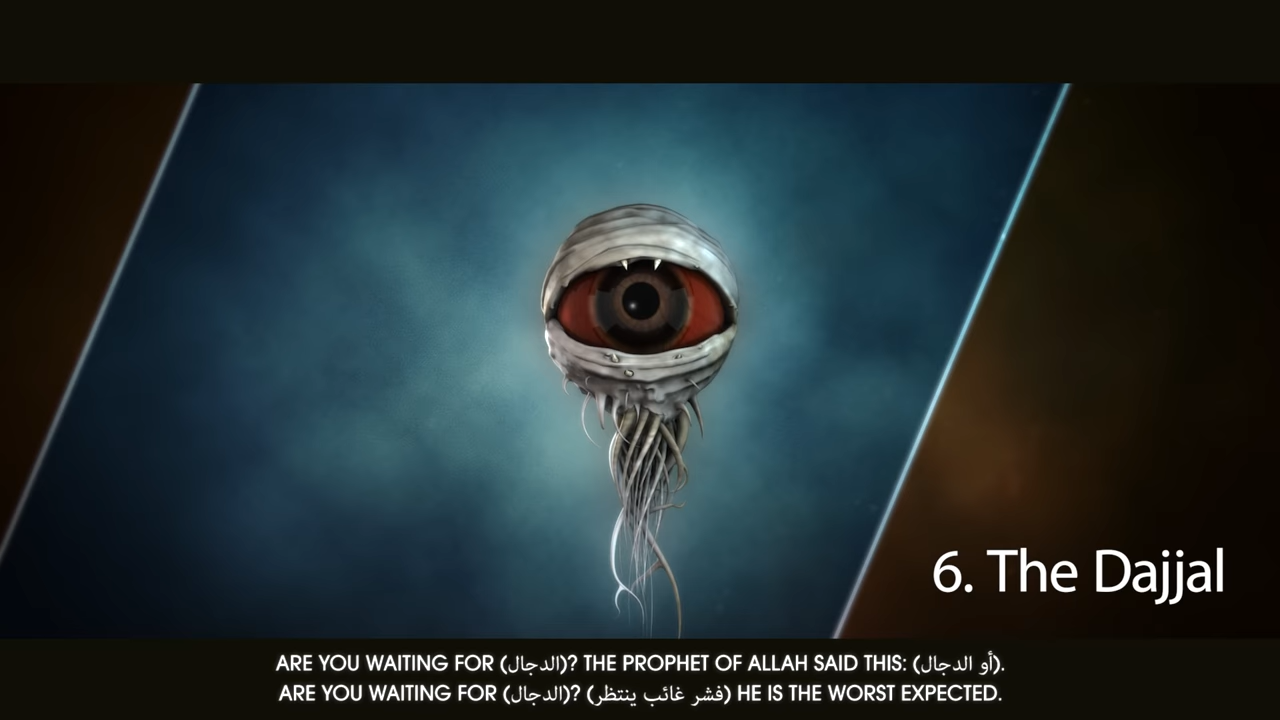 6. The Dajjal
ARE YOU WAITING FOR (الدجال)? THE PROPHET OF ALLAH SAID THIS: (أو الدجال).
ARE YOU WAITING FOR (الدجال)? (فشر غائب ينتظر) HE IS THE WORST EXPECTED.